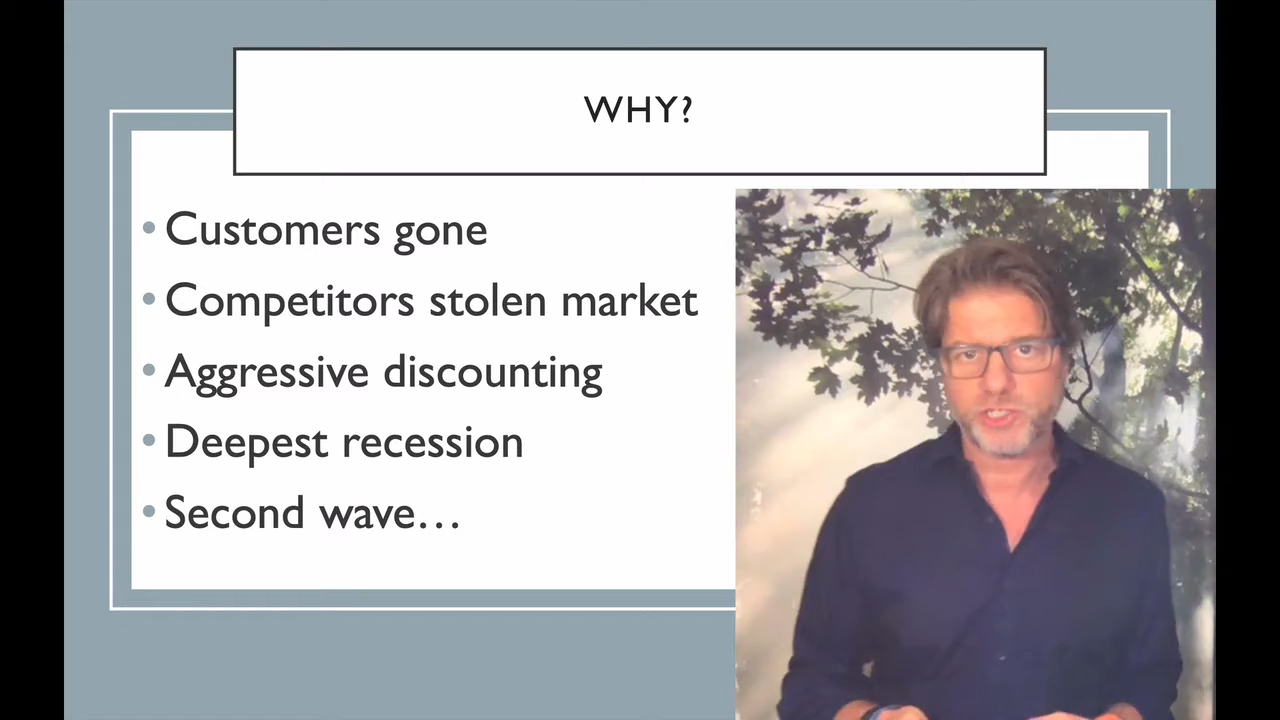 WHY?
• Customers gone
• Competitors stolen market
• Aggressive discounting
• Deepest recession
• Second wave…